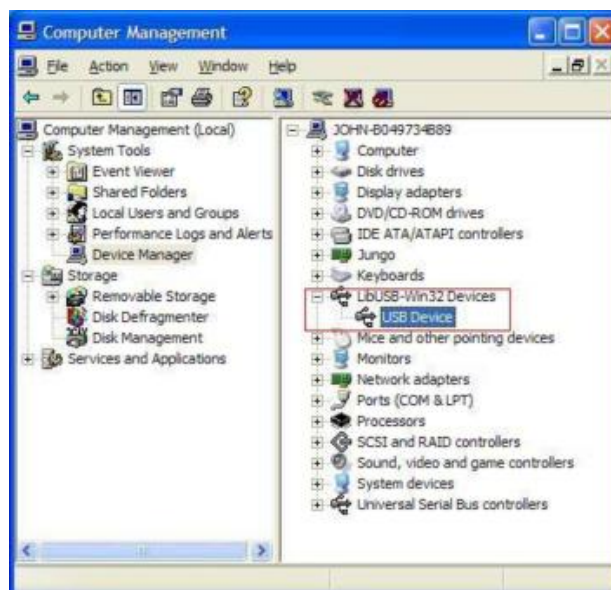 Computer Management
File Action View Window Help
Computer Management (Local)
System Tools
Event Viewer
Shared Folders
Local Users and Groups
Performance Logs and Alerts
Device Manager
Storage
Removable Storage
Disk Defragmenter
Disk Management
Services and Applications
JOHN-B049734B89
Computer
Disk drives
Display adapters
DVD/CD-ROM drives
IDE ATA/ATAPI controllers
Jungo
Keyboards
LibUSB-Win32 Devices
USB Device
Mice and other pointing devices
Monitors
Network adapters
Ports (COM & LPT)
Processors
SCSI and RAID controllers
Sound, video and game controllers
System devices
Universal Serial Bus controllers